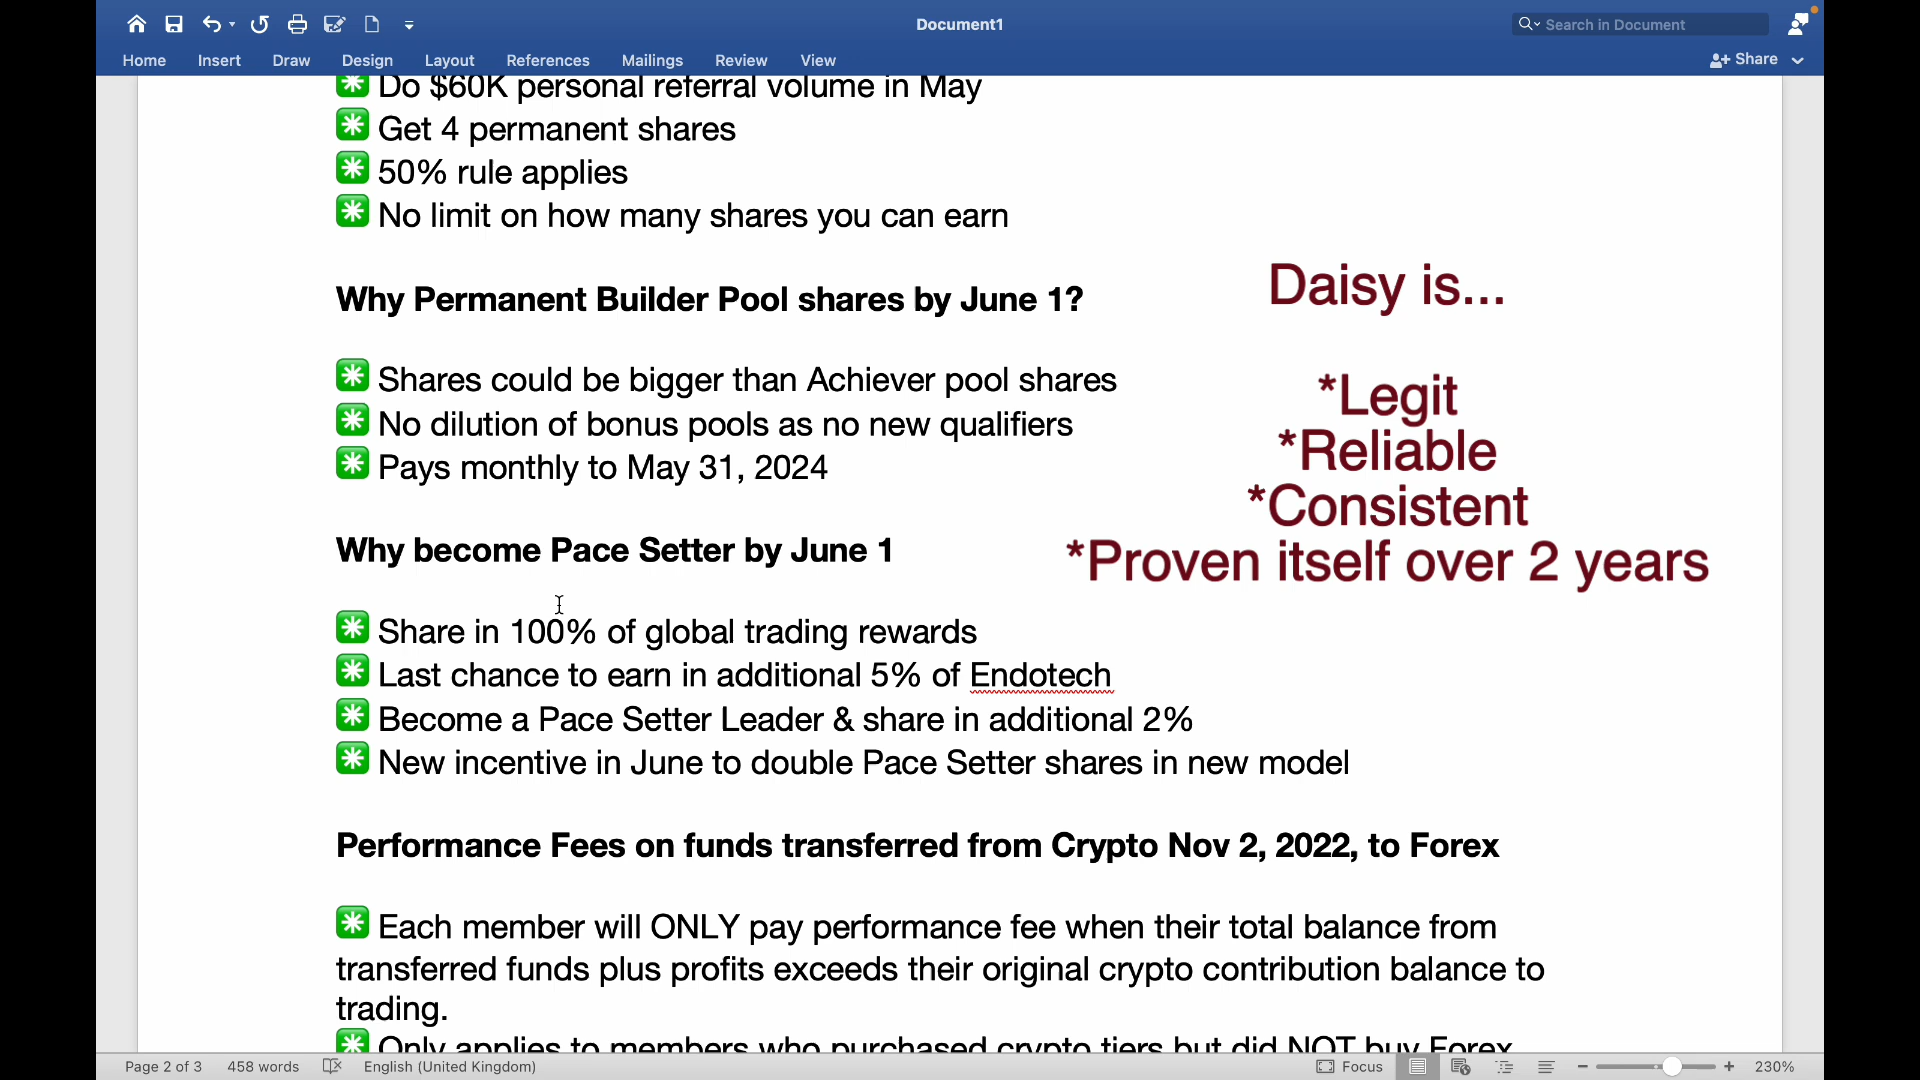 Document1
Search in Document
Home Insert Draw Design Layout References Mailings Review View Share
Do $60K personal referral volume in May
Get 4 permanent shares
50% rule applies
No limit on how many shares you can earn
Why Permanent Builder Pool shares by June 1?
Shares could be bigger than Achiever pool shares
No dilution of bonus pools as no new qualifiers
Pays monthly to May 31, 2024
Why become Pace Setter by June 1
Share in 100% of global trading rewards
Last chance to earn in additional 5% of Endotech
Become a Pace Setter Leader & share in additional 2%
New incentive in June to double Pace Setter shares in new model
Performance Fees on funds transferred from Crypto Nov 2, 2022, to Forex
Each member will ONLY pay performance fee when their total balance from
transferred funds plus profits exceeds their original crypto contribution balance to
trading.
Only applies to members who purchased crypto tiers but did NOT buy Forex
Daisy is...
*Legit
*Reliable
*Consistent
*Proven itself over 2 years
Page 2 of 3 458 words English (United Kingdom) Focus 230%